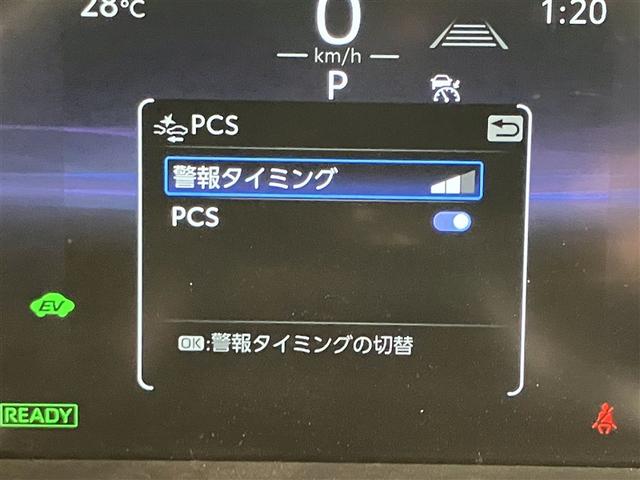 28℃
0
1:20
km/h
P
PCS
警報タイミング
PCS
EV
OK:警報タイミングの切替
READY